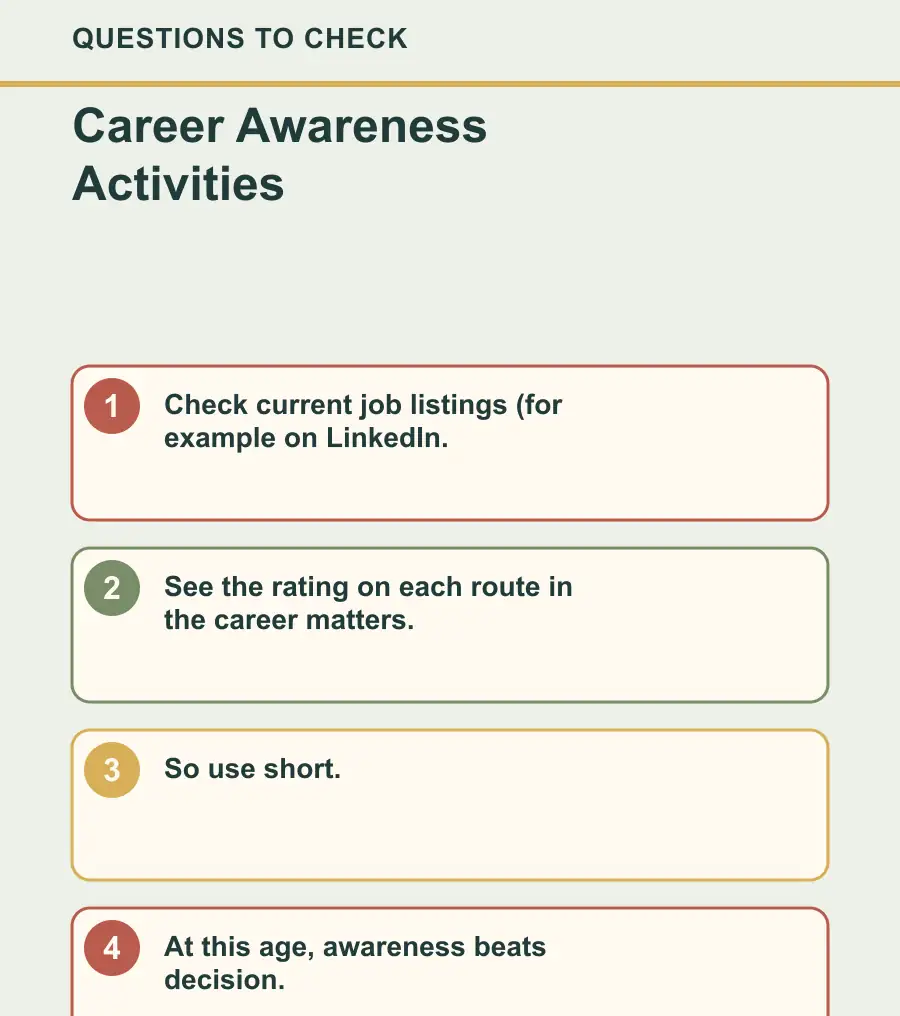 QUESTIONS TO CHECK
Career Awareness
Activities
1
Check current job listings (for
example on LinkedIn.
2
See the rating on each route in
the career matters.
3
So use short.
4
At this age, awareness beats
decision.